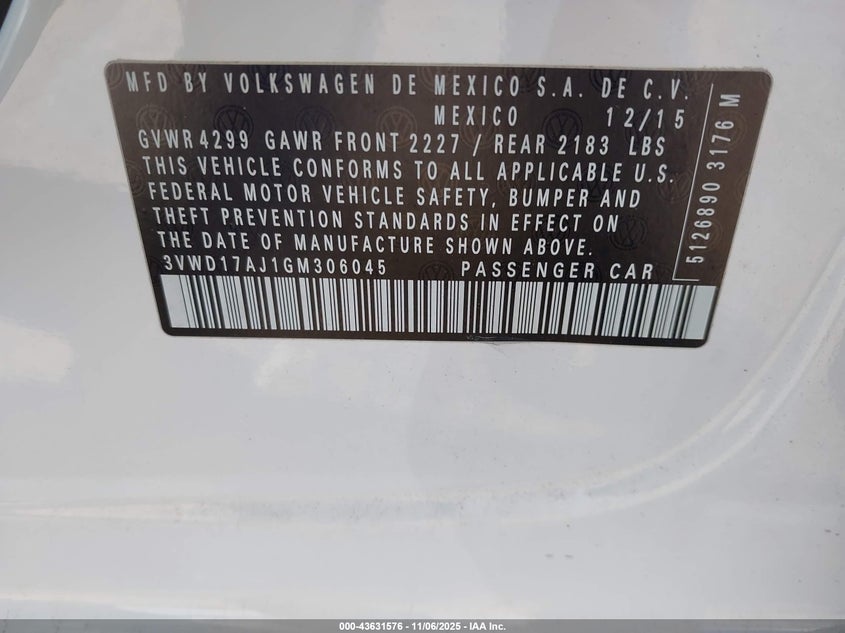 MFD BY VOLKSWAGEN DE MEXICO S.A. DE C.V.
MEXICO 12/15
GVWR 4299 GAWR FRONT 2227 / REAR 2183 LBS
THIS VEHICLE CONFORMS TO ALL APPLICABLE U.S.
FEDERAL MOTOR VEHICLE SAFETY, BUMPER AND
THEFT PREVENTION STANDARDS IN EFFECT ON
THE DATE OF MANUFACTURE SHOWN ABOVE.
3VWD17AJ1GM306045 PASSENGER CAR
5126890 3176 M
000-43631576 | 11/06/2025 - IAA Inc.